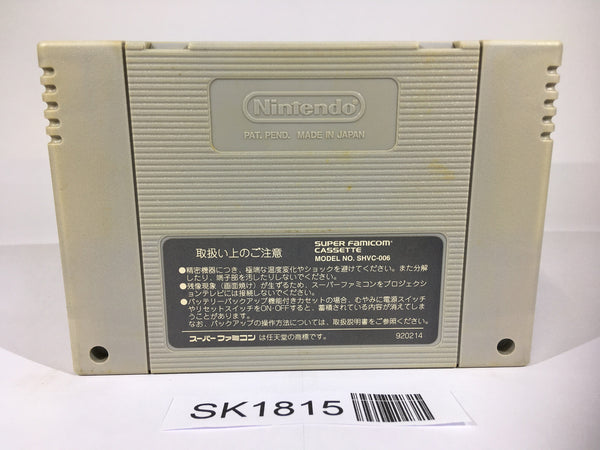 Nintendo
PAT. PEND. MADE IN JAPAN
取扱い上のご注意
SUPER FAMICOM
CASSETTE
MODEL NO. SHVC-006
●精密機器につき、極端な温度変化やショックを避けてください。また分解
したり、端子部を汚したりしないでください。
●残像現象（画面焼け）が生ずるため、スーパーファミコンをプロジェクシ
ョンテレビには接続しないでください。
●バッテリーバックアップ機能付きカセットの場合、むやみに電源スイッチ
やリセットスイッチをON・OFFすると、蓄積されている内容が消えてしま
うことがあります。
なお、バックアップの操作方法については、取扱説明書をご参照ください。
スーパーファミコン は任天堂の商標です。
920214
SK1815